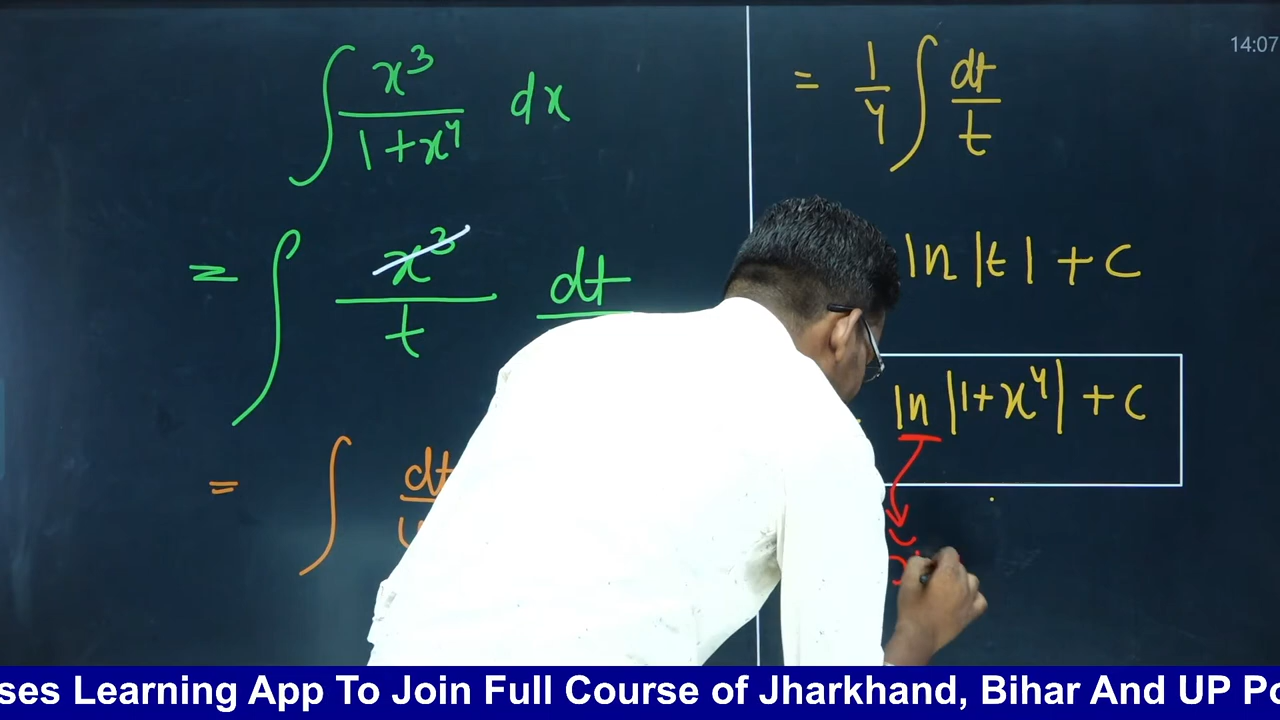 ∫ x³/(1+x⁴) dx
= ∫ x³/t dt
= ∫ dt
= 1/4 ∫ dt/t
ln |t| + c
ln |1+x⁴| + c
14:07
ses Learning App To Join Full Course of Jharkhand, Bihar And UP Po